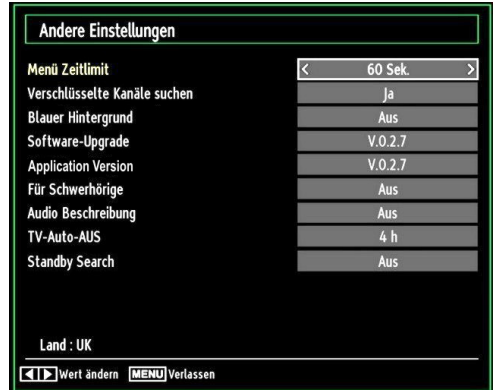 Andere Einstellungen
Menü Zeitlimit < 60 Sek. >
Verschlüsselte Kanäle suchen Ja
Blauer Hintergrund Aus
Software-Upgrade V.0.2.7
Application Version V.0.2.7
Für Schwerhörige Aus
Audio Beschreibung Aus
TV-Auto-AUS 4 h
Standby Search Aus
Land : UK
Wert ändern MENU Verlassen